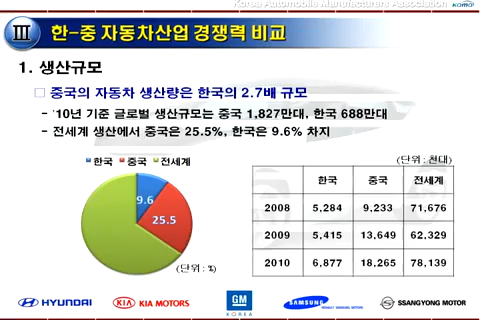 Korea Automobile Manufacturers Association KAMA
III 한-중 자동차산업 경쟁력 비교
1. 생산규모
□ 중국의 자동차 생산량은 한국의 2.7배 규모
- '10년 기준 글로벌 생산규모는 중국 1,827만대, 한국 688만대
- 전세계 생산에서 중국은 25.5%, 한국은 9.6% 차지
한국 중국 전세계
9.6
25.5
(단위 : %)
(단위 : 천대)
한국 중국 전세계
2008 5,284 9,233 71,676
2009 5,415 13,649 62,329
2010 6,877 18,265 78,139
HYUNDAI KIA KIA MOTORS GM KOREA SAMSUNG RENAULT SAMSUNG MOTORS SSANGYONG MOTOR